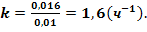 k = 0,016/0,01 = 1,6(ч⁻¹).